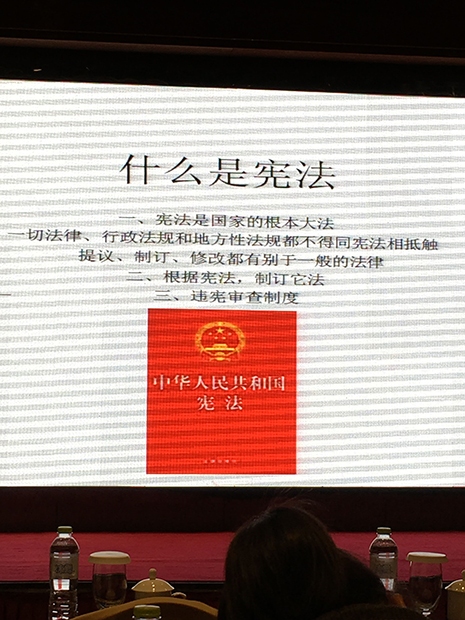 什么是宪法
一、宪法是国家的根本大法
一切法律、行政法规和地方性法规都不得同宪法相抵触
提议、制订、修改都有别于一般的法律
二、根据宪法，制订它法
三、违宪审查制度
中华人民共和国
宪法